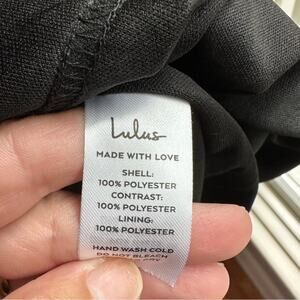 Lulus
MADE WITH LOVE
SHELL:
100% POLYESTER
CONTRAST:
100% POLYESTER
LINING:
100% POLYESTER
HAND WASH COLD
DO NOT BLEACH
DRY